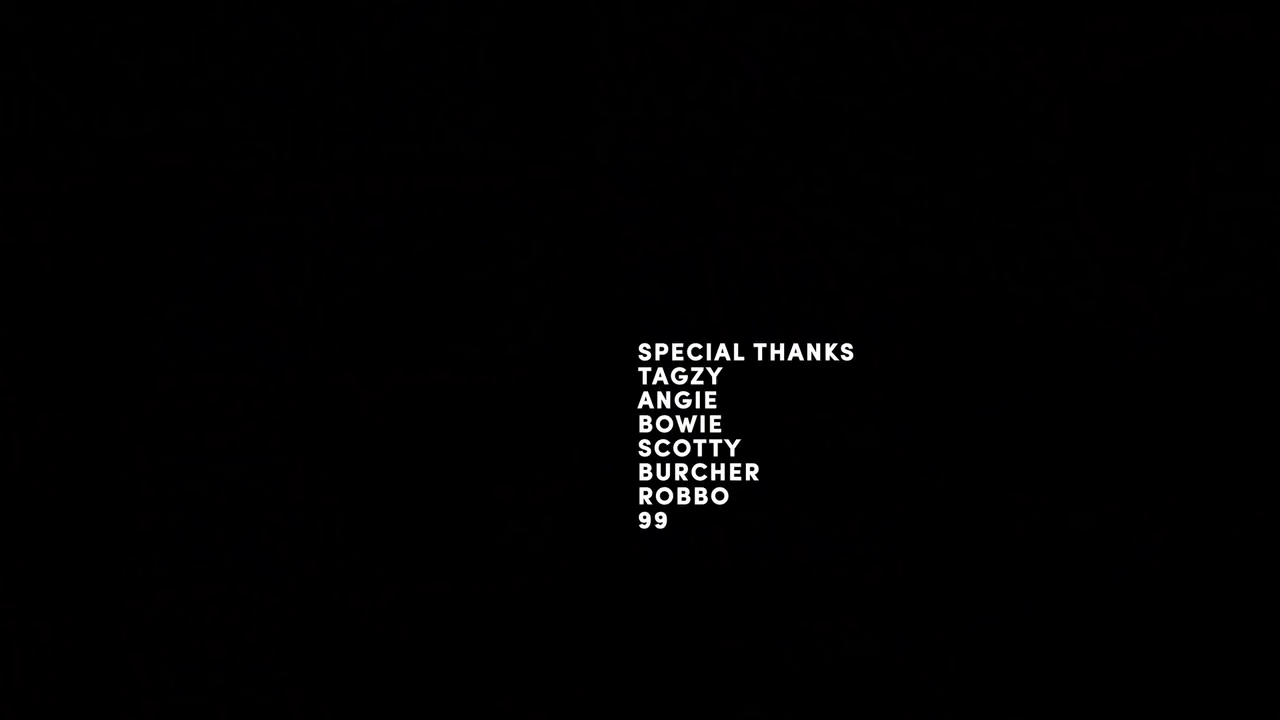 SPECIAL THANKS
TAGZY
ANGIE
BOWIE
SCOTTY
BURCHER
ROBBO
99